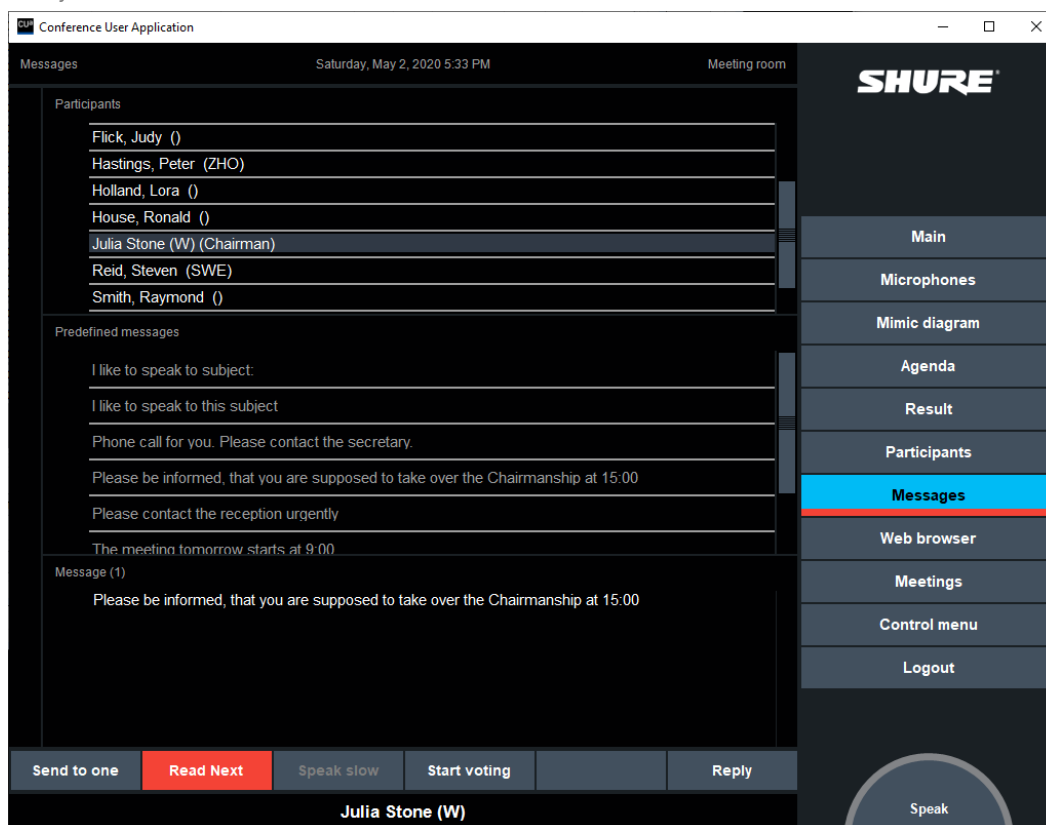 CUA Conference User Application
Messages Saturday, May 2, 2020 5:33 PM Meeting room
SHURE
Participants
Flick, Judy ()
Hastings, Peter (ZHO)
Holland, Lora ()
House, Ronald ()
Julia Stone (W) (Chairman)
Reid, Steven (SWE)
Smith, Raymond ()
Predefined messages
I like to speak to subject:
I like to speak to this subject
Phone call for you. Please contact the secretary.
Please be informed, that you are supposed to take over the Chairmanship at 15:00
Please contact the reception urgently
The meeting tomorrow starts at 9:00
Message (1)
Please be informed, that you are supposed to take over the Chairmanship at 15:00
Send to one Read Next Speak slow Start voting Reply
Julia Stone (W)
Main
Microphones
Mimic diagram
Agenda
Result
Participants
Messages
Web browser
Meetings
Control menu
Logout
Speak